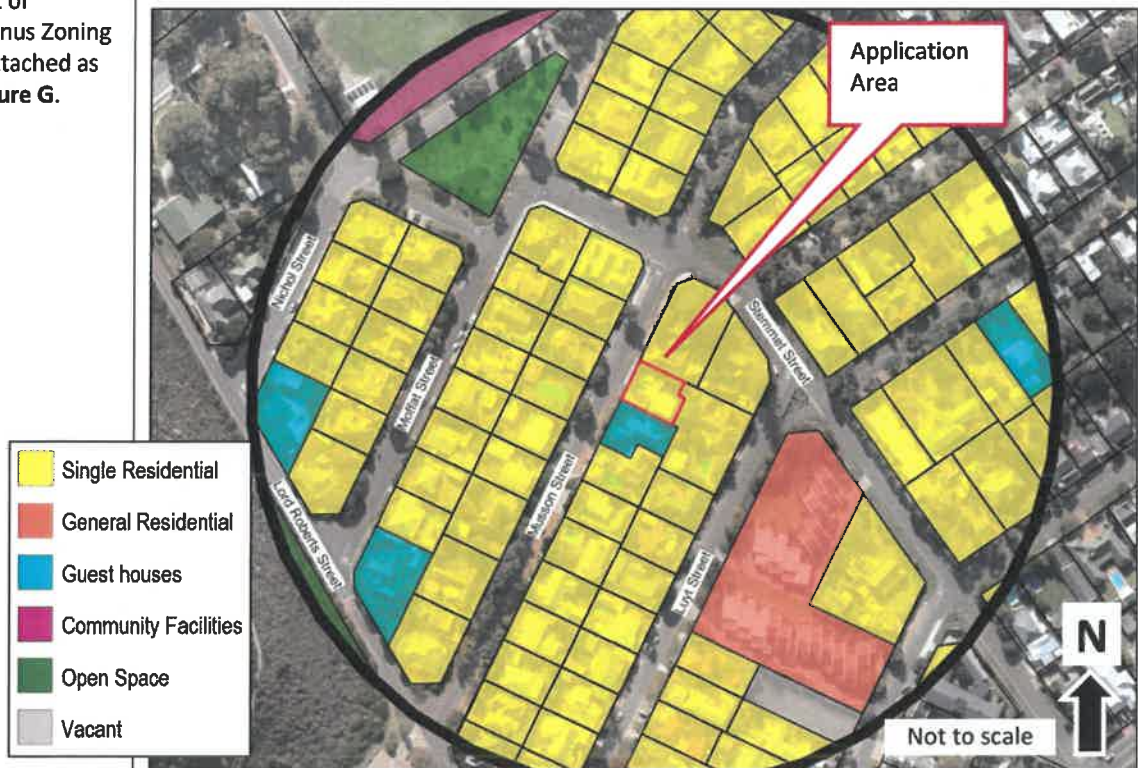 nus Zoning
ttached as
ure G.
Application
Area
Nichol Street
Stemmet Street
Moffat Street
Musson Street
Lord Roberts Street
Luyt Street
Single Residential
General Residential
Guest houses
Community Facilities
Open Space
Vacant
N
Not to scale